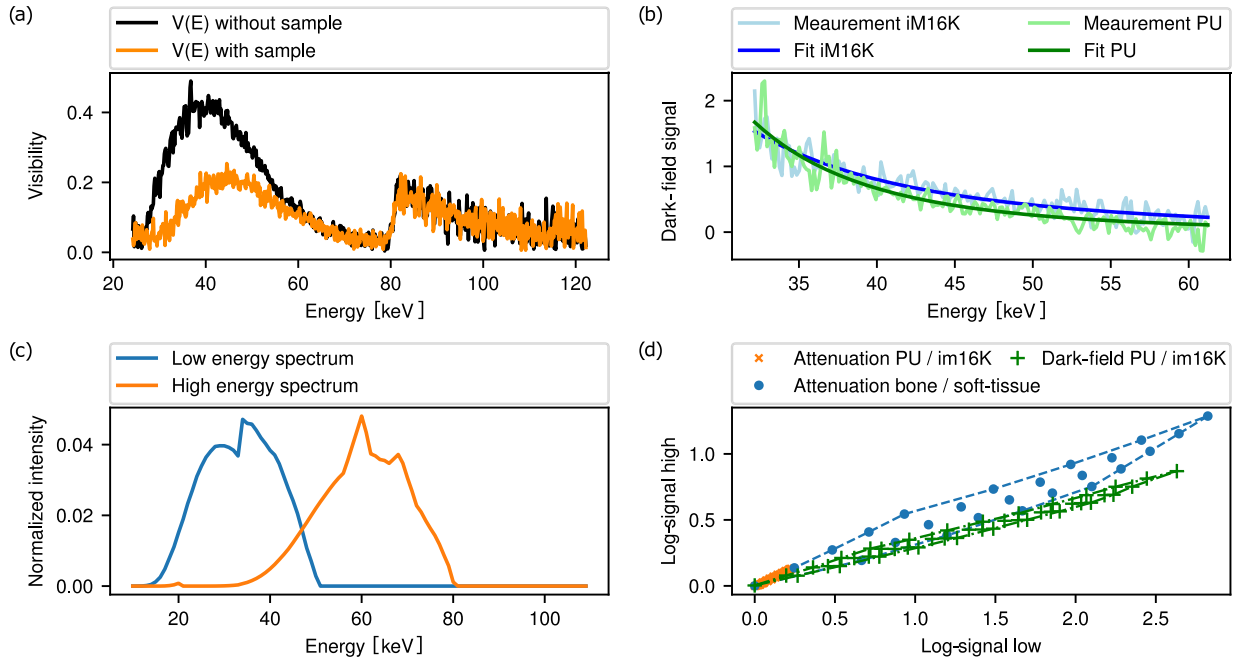 (a)
V(E) without sample
V(E) with sample
Visibility
0.4
0.2
0.0
20 40 60 80 100 120
Energy [keV]
(b)
Meaurement iM16K
Meaurement PU
Fit iM16K
Fit PU
Dark-field signal
2
1
0
35 40 45 50 55 60
Energy [keV]
(c)
Low energy spectrum
High energy spectrum
Normalized intensity
0.04
0.02
0.00
20 40 60 80 100
Energy [keV]
(d)
Attenuation PU / im16K
Dark-field PU / im16K
Attenuation bone / soft-tissue
Log-signal high
1.0
0.5
0.0
0.0 0.5 1.0 1.5 2.0 2.5
Log-signal low